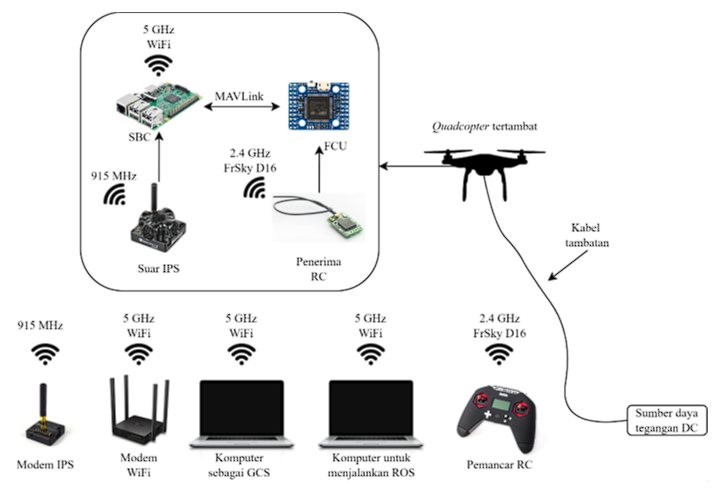 5 GHz
WiFi
MAVLink
SBC
FCU
Quadcopter tertambat
915 MHz
2.4 GHz
FrSky D16
Suar IPS
Penerima
RC
Kabel
tambatan
915 MHz
5 GHz
WiFi
5 GHz
WiFi
5 GHz
WiFi
2.4 GHz
FrSky D16
Sumber daya
tegangan DC
Modem IPS
Modem
WiFi
Komputer
sebagai GCS
Komputer untuk
menjalankan ROS
Pemancar RC